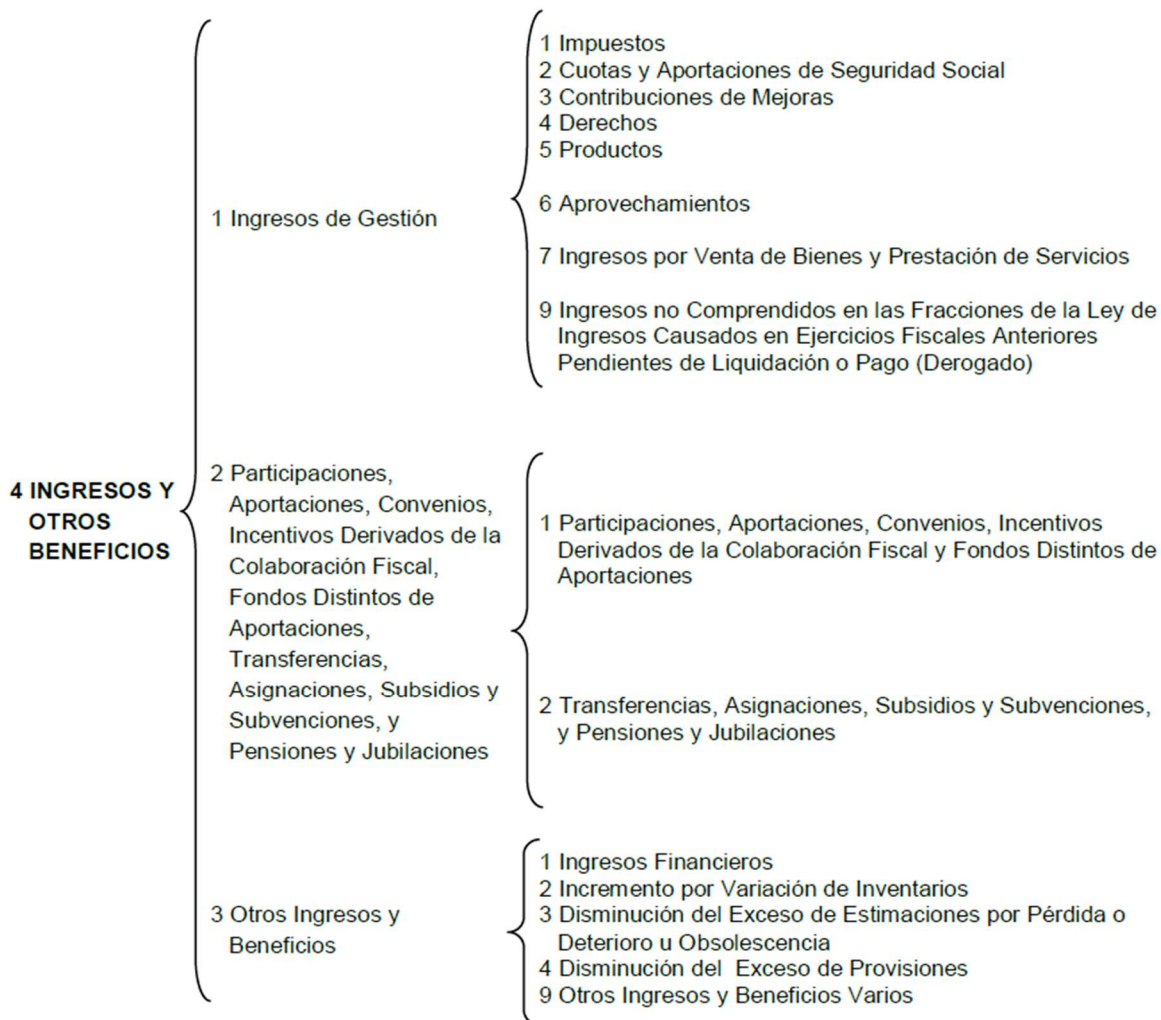 4 INGRESOS Y
OTROS
BENEFICIOS
1 Ingresos de Gestión
1 Impuestos
2 Cuotas y Aportaciones de Seguridad Social
3 Contribuciones de Mejoras
4 Derechos
5 Productos
6 Aprovechamientos
7 Ingresos por Venta de Bienes y Prestación de Servicios
9 Ingresos no Comprendidos en las Fracciones de la Ley de
Ingresos Causados en Ejercicios Fiscales Anteriores
Pendientes de Liquidación o Pago (Derogado)
2 Participaciones,
Aportaciones, Convenios,
Incentivos Derivados de la
Colaboración Fiscal,
Fondos Distintos de
Aportaciones,
Transferencias,
Asignaciones, Subsidios y
Subvenciones, y
Pensiones y Jubilaciones
1 Participaciones, Aportaciones, Convenios, Incentivos
Derivados de la Colaboración Fiscal y Fondos Distintos de
Aportaciones
2 Transferencias, Asignaciones, Subsidios y Subvenciones,
y Pensiones y Jubilaciones
3 Otros Ingresos y
Beneficios
1 Ingresos Financieros
2 Incremento por Variación de Inventarios
3 Disminución del Exceso de Estimaciones por Pérdida o
Deterioro u Obsolescencia
4 Disminución del Exceso de Provisiones
9 Otros Ingresos y Beneficios Varios